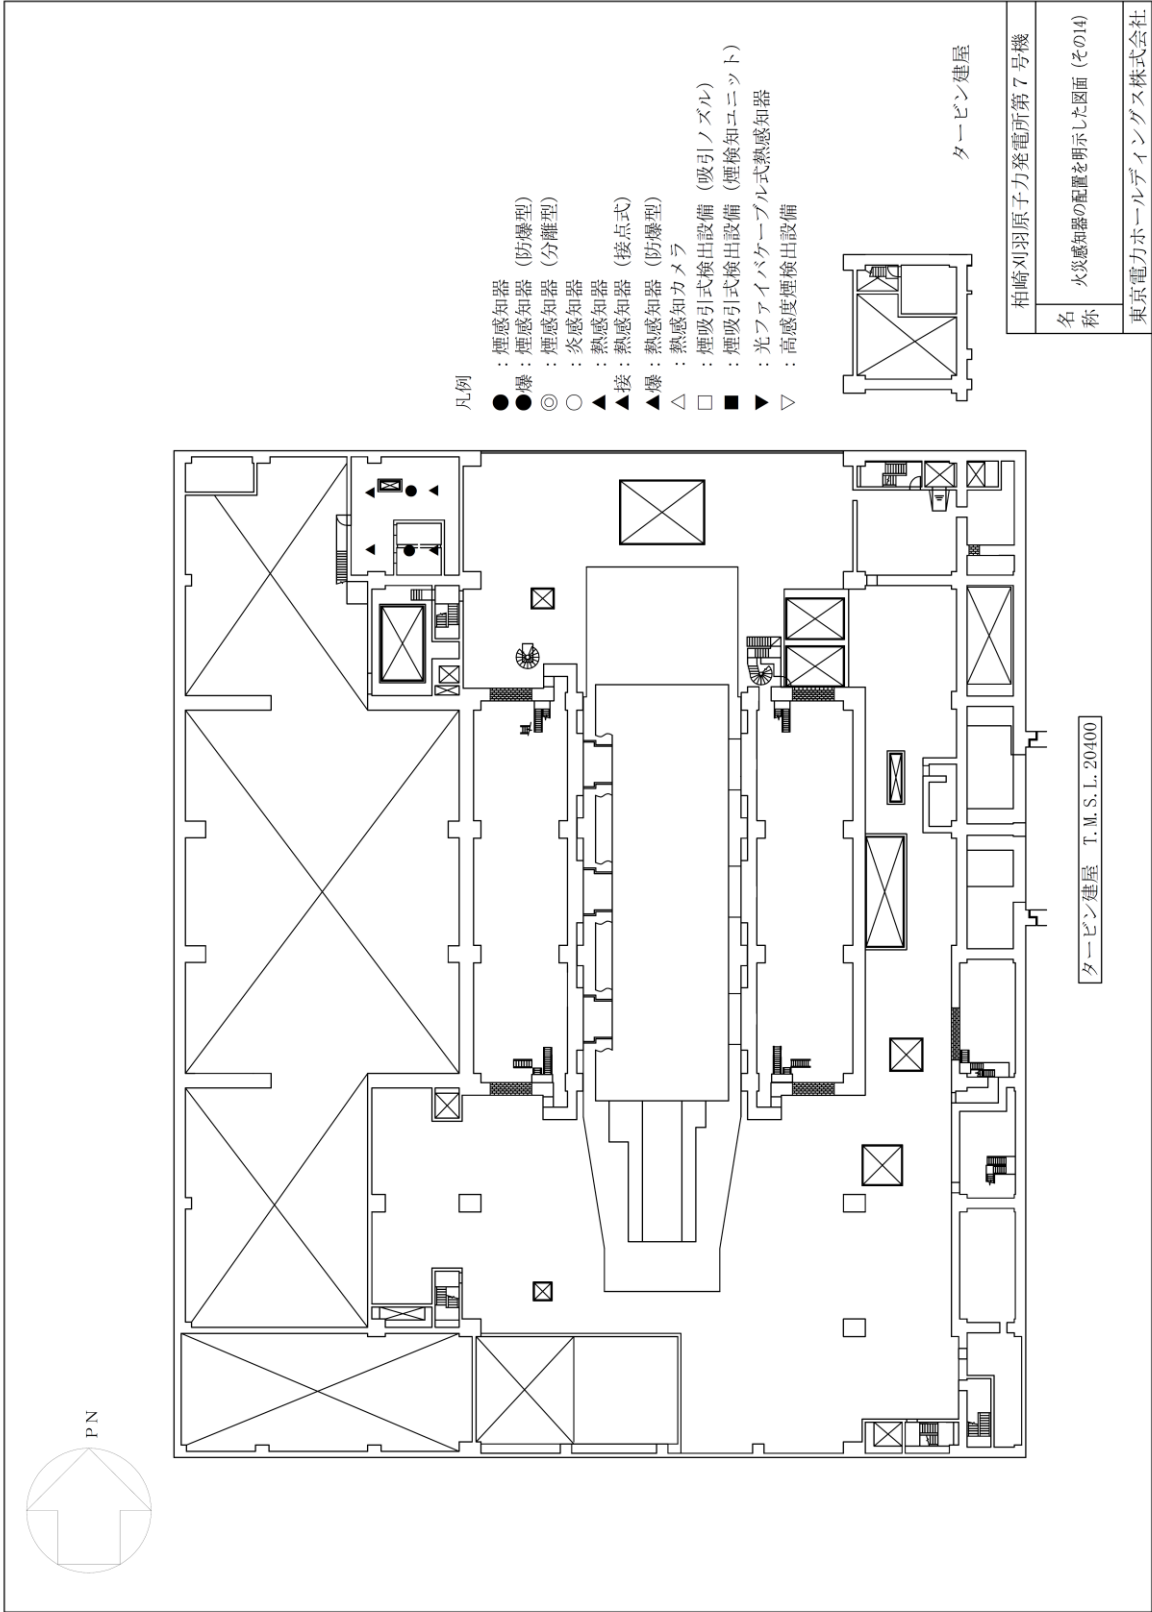 PN
凡例
●：煙感知器
●爆：煙感知器（防爆型）
◎：煙感知器（分離型）
○：炎感知器
▲：熱感知器
▲接：熱感知器（接点式）
▲爆：熱感知器（防爆型）
△：熱感知カメラ
□：煙吸引式検出設備（吸引ノズル）
■：煙吸引式検出設備（煙検知ユニット）
▼：光ファイバケーブル式熱感知器
▽：高感度煙検出設備
タービン建屋
タービン建屋 T.M.S.L.20400
柏崎刈羽原子力発電所第７号機
名称
火災感知器の配置を明示した図面（その14）
東京電力ホールディングス株式会社